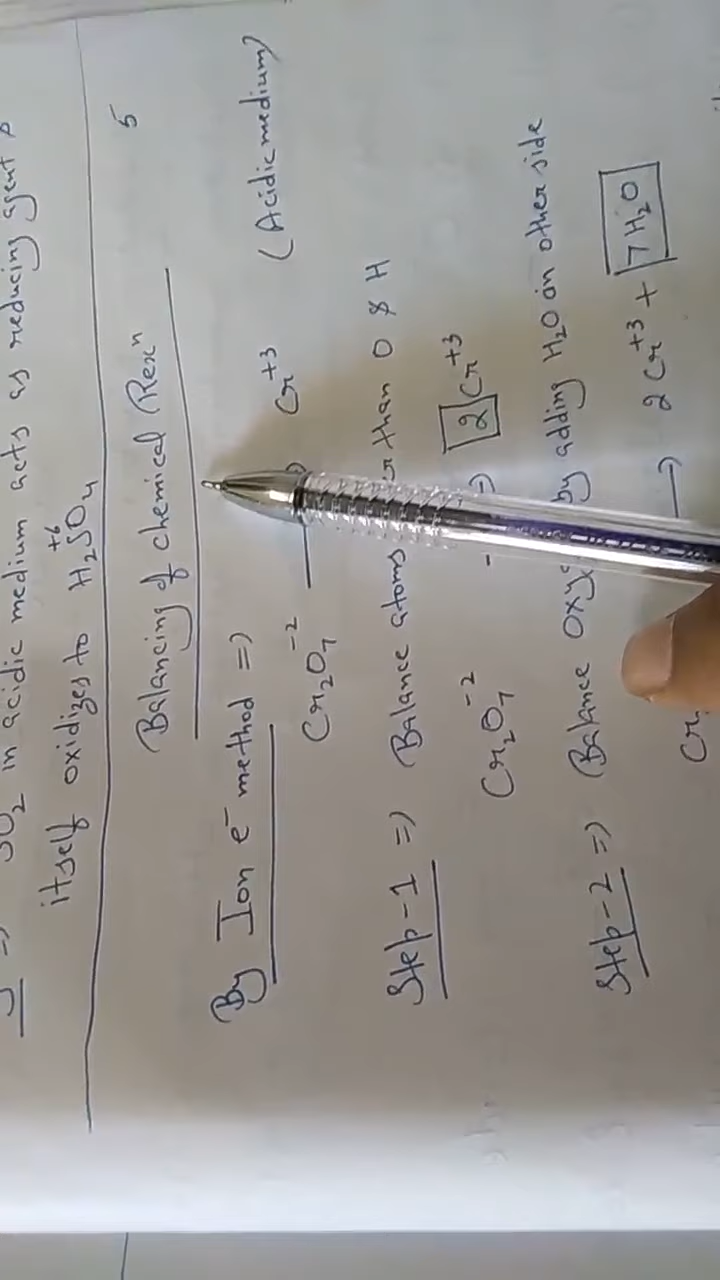 SO2 in acidic medium acts as reducing agent &
itself oxidizes to H2SO4
+6
5
Balancing of chemical Rexⁿ
By Ion e⁻ method =>
Cr2O7⁻² Cr⁺³ (Acidic medium)
Step-1 => Balance atoms than O & H
Cr2O7⁻² 2 Cr⁺³
Step-2 => Balance by adding H2O on other side
2Cr⁺³ + 7H2O